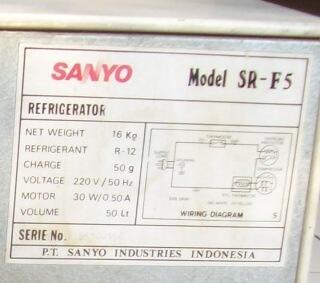 SANYO Model SR-F5
REFRIGERATOR
NET WEIGHT 16 Kg
REFRIGERANT R-12
CHARGE 50 g
VOLTAGE 220 V / 50 Hz
MOTOR 30 W/0.50 A
VOLUME 50 Lt
THERMOSTAT
WIRING DIAGRAM S
SERIE No.
P.T. SANYO INDUSTRIES INDONESIA